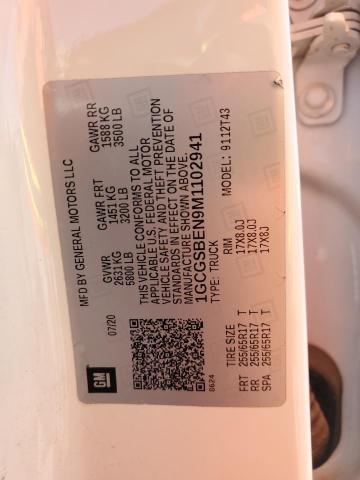 MFD BY GENERAL MOTORS LLC
07/20
GVWR GAWR FRT GAWR RR
2631 KG 1451 KG 1588 KG
5800 LB 3200 LB 3500 LB
THIS VEHICLE CONFORMS TO ALL
APPLICABLE U.S. FEDERAL MOTOR
VEHICLE SAFETY AND THEFT PREVENTION
STANDARDS IN EFFECT ON THE DATE OF
MANUFACTURE SHOWN ABOVE.
1GCGSBEN9M1102941
TYPE: TRUCK MODEL: 9112T43
8624
TIRE SIZE RIM
FRT 255/65R17 T 17X8.0J
RR 255/65R17 T 17X8.0J
SPA 255/65R17 T 17X8J
GM